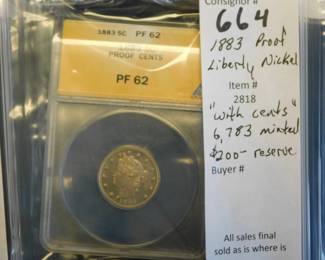 1883 5C PF 62
PROOF CENTS
PF 62
Consignor #
664
1883 Proof
Liberty Nickel
Item #
2818
"with cents"
6,783 minted
$200- reserve
Buyer #
All sales final
sold as is where is